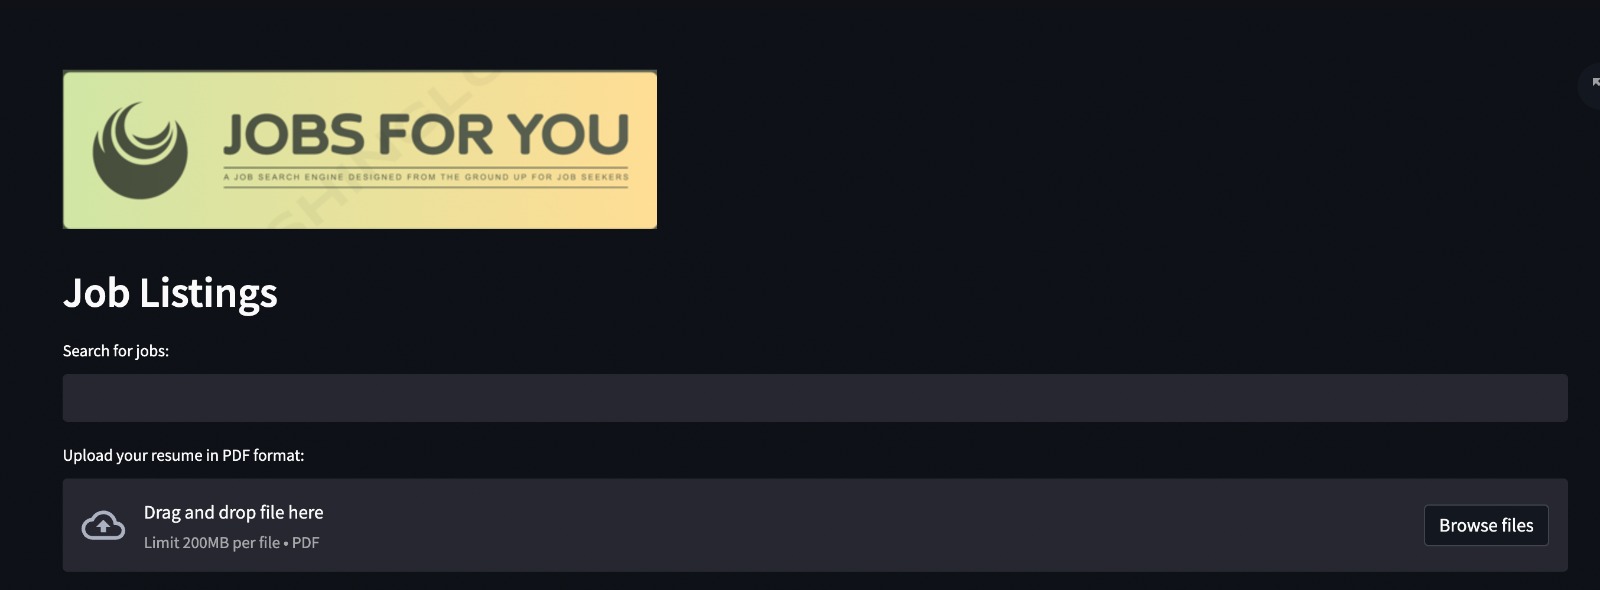 JOBS FOR YOU
A JOB SEARCH ENGINE DESIGNED FROM THE GROUND UP FOR JOB SEEKERS
Job Listings
Search for jobs:
Upload your resume in PDF format:
Drag and drop file here
Limit 200MB per file • PDF
Browse files